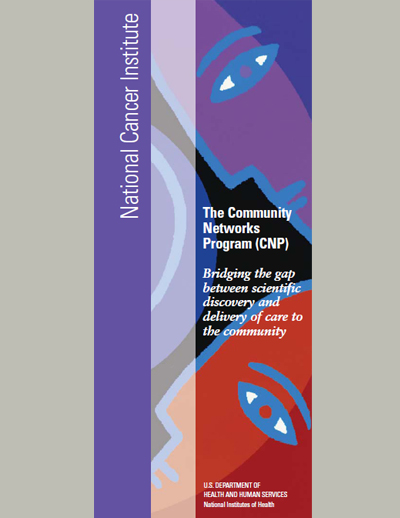 National Cancer Institute
The Community
Networks
Program (CNP)
Bridging the gap
between scientific
discovery and
delivery of care to
the community
U.S. DEPARTMENT OF
HEALTH AND HUMAN SERVICES
National Institutes of Health